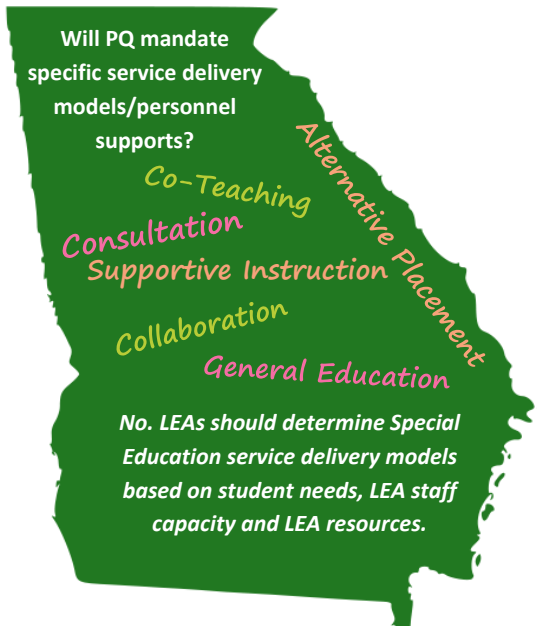 Will PQ mandate
specific service delivery
models/personnel
supports?
Alternative Placement
Co-Teaching
Consultation
Supportive Instruction
Collaboration
General Education
No. LEAs should determine Special
Education service delivery models
based on student needs, LEA staff
capacity and LEA resources.